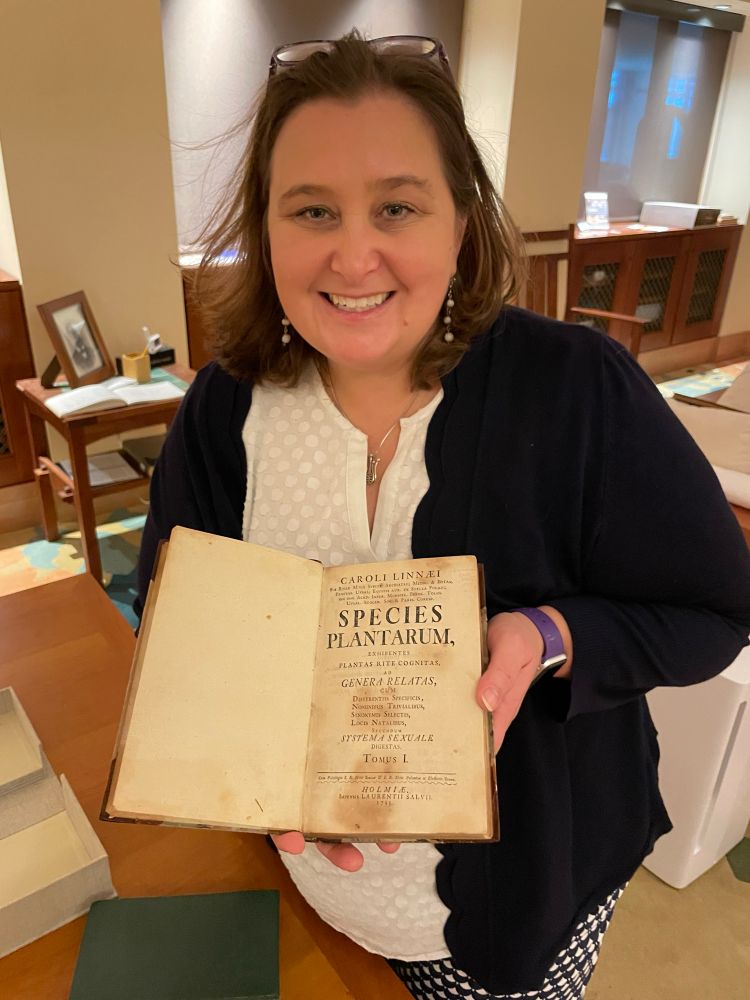 CAROLI LINNÆI
SPECIES
PLANTARUM,
EXHIBENTES
PLANTAS RITE COGNITAS,
AD
GENERA RELATAS,
CUM
DIFFERENTIIS SPECIFICIS,
NOMINIBUS TRIVIALIBUS,
SYNONYMIS SELECTIS,
LOCIS NATALIBUS,
SECUNDUM
SYSTEMA SEXUALE
DIGESTAS.
TOMUS I.
HOLMIÆ,
LAURENTII SALVII.
1753.